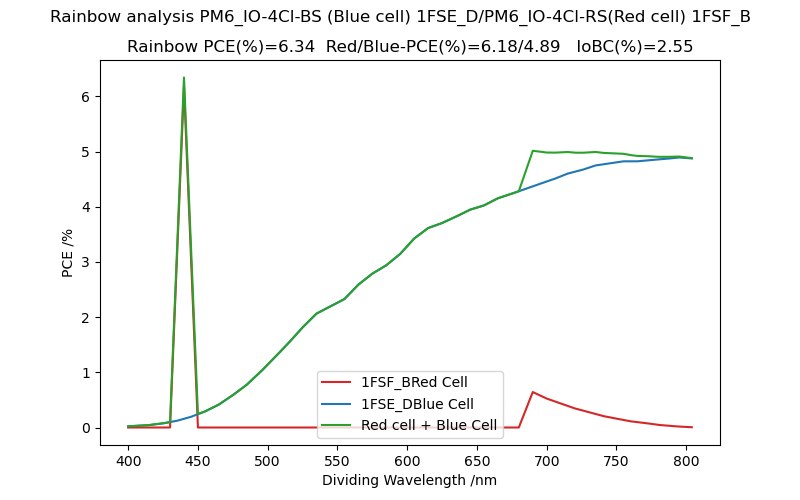 Rainbow analysis PM6_IO-4Cl-BS (Blue cell) 1FSE_D/PM6_IO-4Cl-RS(Red cell) 1FSF_B
Rainbow PCE(%)=6.34  Red/Blue-PCE(%)=6.18/4.89   IoBC(%)=2.55
PCE /%
6
5
4
3
2
1
0
1FSF_BRed Cell
1FSE_DBlue Cell
Red cell + Blue Cell
400 450 500 550 600 650 700 750 800
Dividing Wavelength /nm